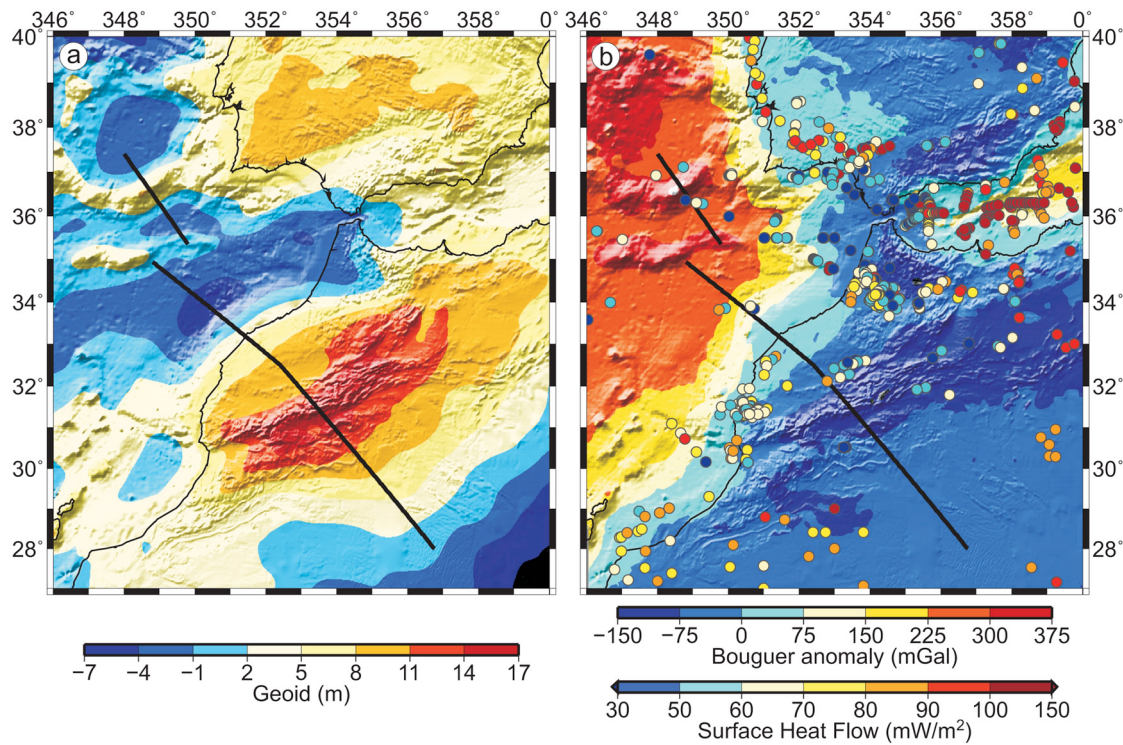 346˚ 348˚ 350˚ 352˚ 354˚ 356˚ 358˚ 0˚ 346˚ 348˚ 350˚ 352˚ 354˚ 356˚ 358˚ 0˚
40˚ 40˚
a b
38˚ 38˚
36˚ 36˚
34˚ 34˚
32˚ 32˚
30˚ 30˚
28˚ 28˚
−7 −4 −1 2 5 8 11 14 17
Geoid (m)
−150 −75 0 75 150 225 300 375
Bouguer anomaly (mGal)
30 50 60 70 80 90 100 150
Surface Heat Flow (mW/m²)